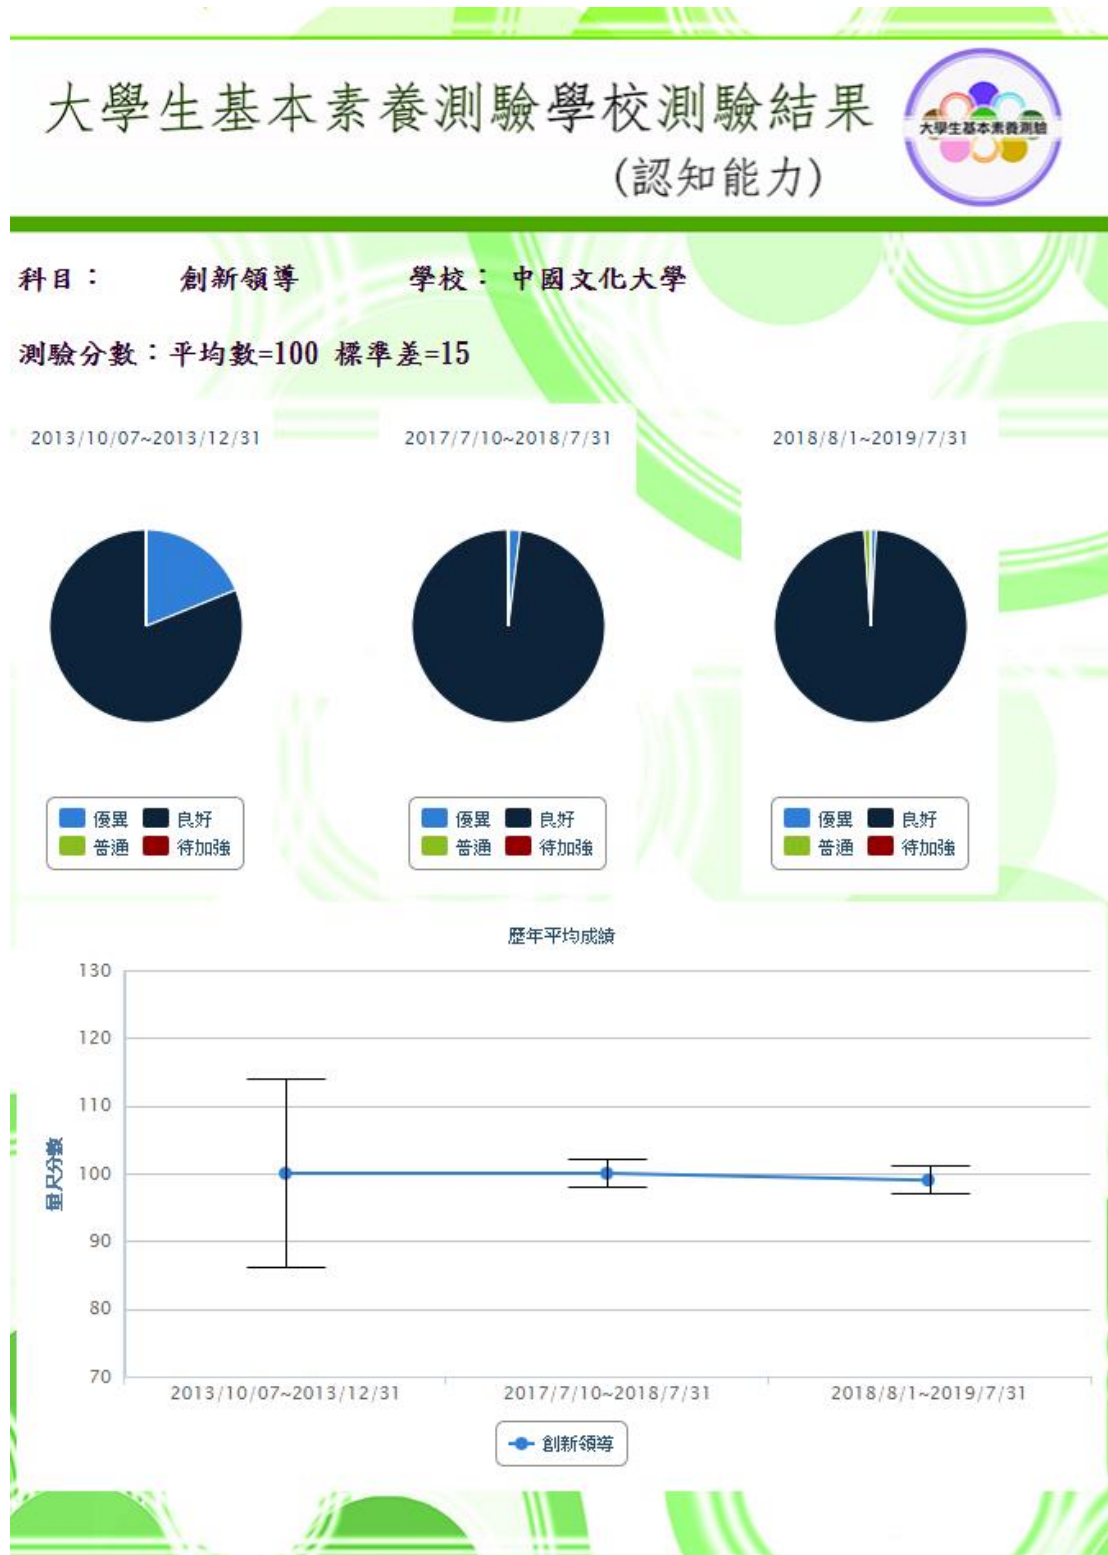 大學生基本素養測驗學校測驗結果
(認知能力)
大學生基本素養測驗
科目： 創新領導 學校： 中國文化大學
測驗分數：平均數=100 標準差=15
2013/10/07~2013/12/31 2017/7/10~2018/7/31 2018/8/1~2019/7/31
優異 良好 優異 良好 優異 良好
普通 待加強 普通 待加強 普通 待加強
歷年平均成績
130
120
110
100
90
80
70
量尺分數
2013/10/07~2013/12/31 2017/7/10~2018/7/31 2018/8/1~2019/7/31
創新領導